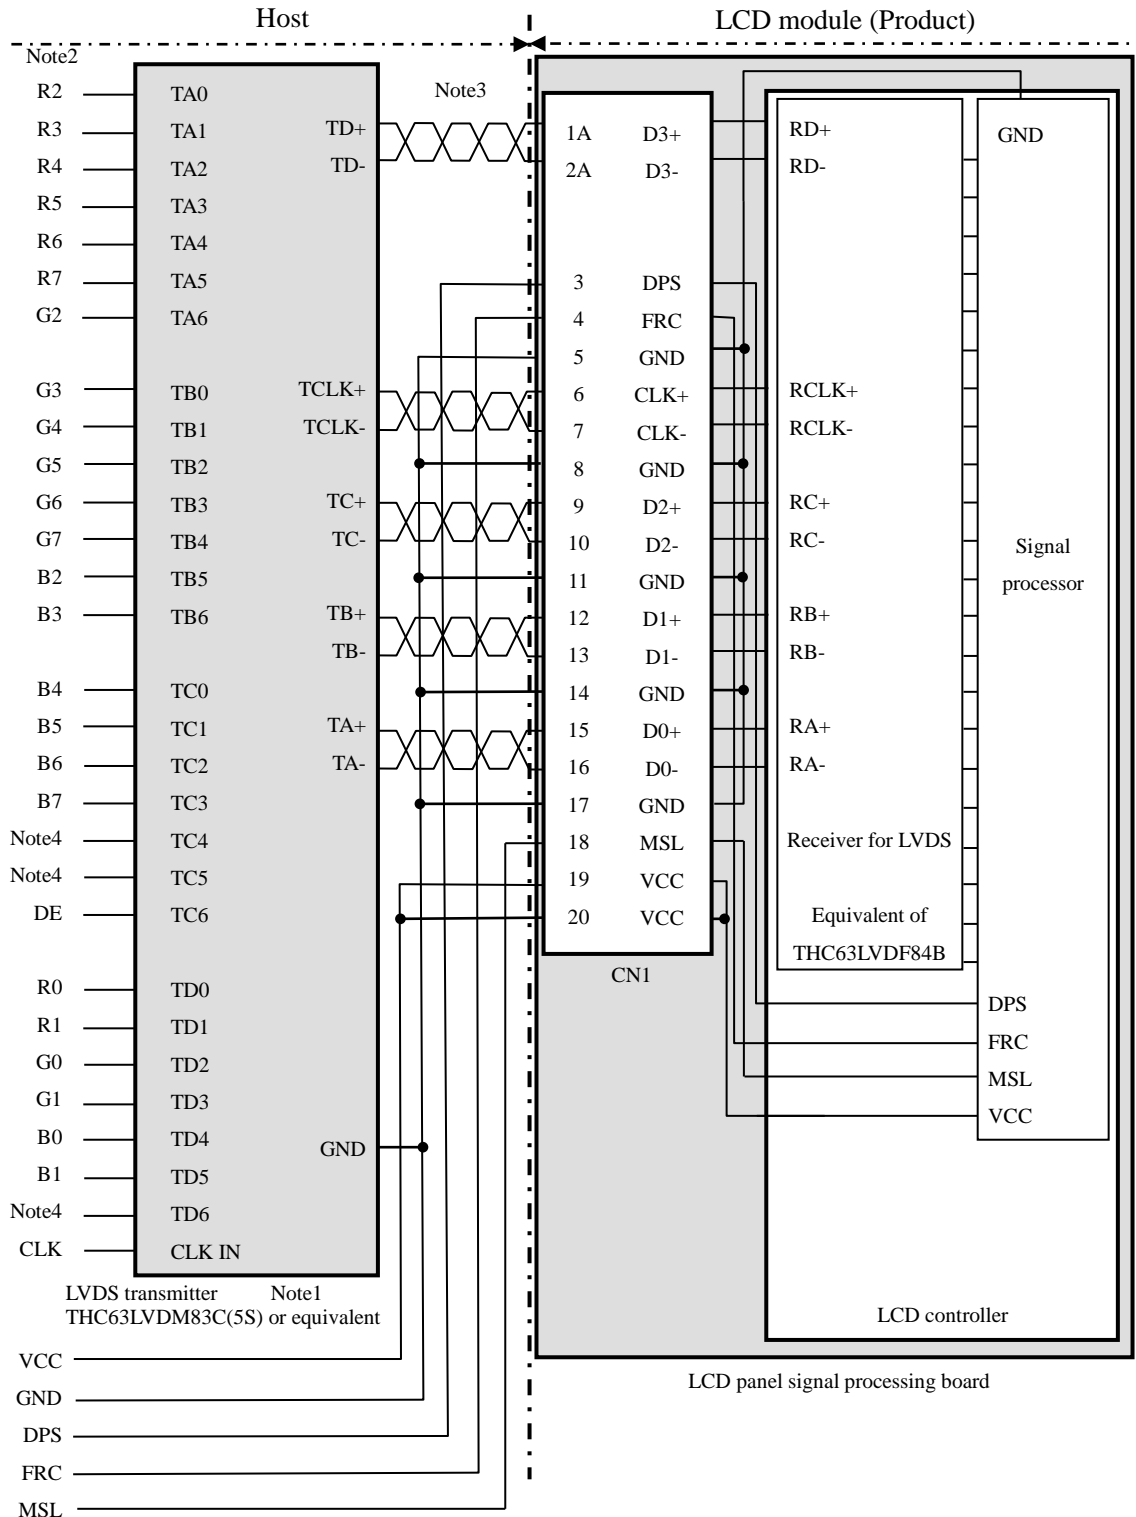 Host
LCD module (Product)
Note2
Note3
R2 TA0
R3 TA1 TD+ 1A D3+ RD+ GND
R4 TA2 TD- 2A D3- RD-
R5 TA3
R6 TA4
R7 TA5 3 DPS
G2 TA6 4 FRC
5 GND
G3 TB0 TCLK+ 6 CLK+ RCLK+
G4 TB1 TCLK- 7 CLK- RCLK-
G5 TB2 8 GND
G6 TB3 TC+ 9 D2+ RC+
G7 TB4 TC- 10 D2- RC- Signal
B2 TB5 11 GND processor
B3 TB6 TB+ 12 D1+ RB+
TB- 13 D1- RB-
B4 TC0 14 GND
B5 TC1 TA+ 15 D0+ RA+
B6 TC2 TA- 16 D0- RA-
B7 TC3 17 GND
Note4 TC4 18 MSL Receiver for LVDS
Note4 TC5 19 VCC
DE TC6 20 VCC Equivalent of
THC63LVDF84B
CN1
R0 TD0 DPS
R1 TD1 FRC
G0 TD2 MSL
G1 TD3 VCC
B0 TD4 GND
B1 TD5
Note4 TD6
CLK CLK IN
LVDS transmitter Note1
THC63LVDM83C(5S) or equivalent
LCD controller
VCC
LCD panel signal processing board
GND
DPS
FRC
MSL